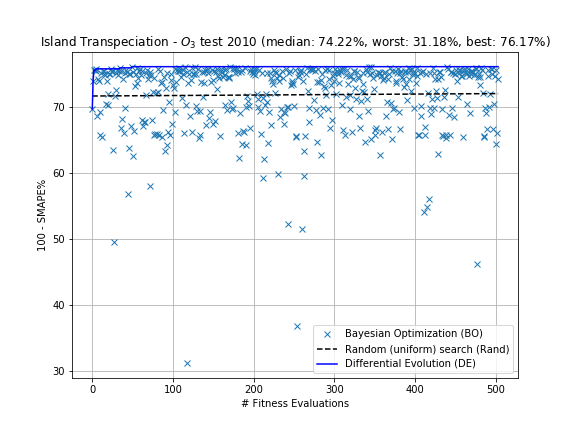 Island Transpeciation - O3 test 2010 (median: 74.22%, worst: 31.18%, best: 76.17%)
100 - SMAPE%
70
60
50
40
30
0 100 200 300 400 500
# Fitness Evaluations
Bayesian Optimization (BO)
Random (uniform) search (Rand)
Differential Evolution (DE)